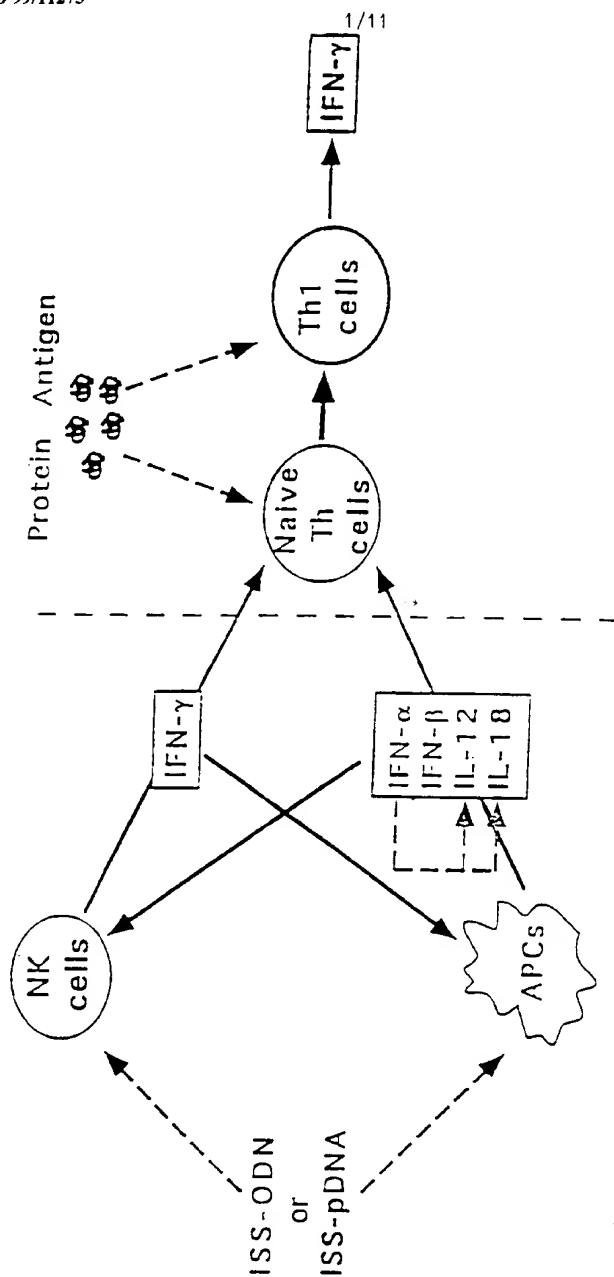 1/11
ISS-ODN
or
ISS-pDNA
NK
cells
APCs
IFN-γ
IFN-α
IFN-β
IL-12
IL-18
Protein Antigen
Naive
Th
cells
Th1
cells
IFN-γ